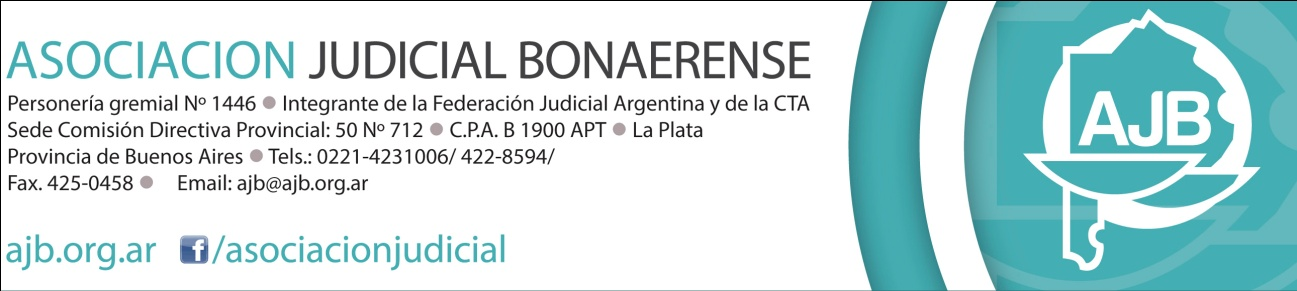 ASOCIACION JUDICIAL BONAERENSE
Personería gremial Nº 1446 ● Integrante de la Federación Judicial Argentina y de la CTA
Sede Comisión Directiva Provincial: 50 Nº 712 ● C.P.A. B 1900 APT ● La Plata
Provincia de Buenos Aires ● Tels.: 0221-4231006/ 422-8594/
Fax. 425-0458 ● Email: ajb@ajb.org.ar
ajb.org.ar f/asociacionjudicial
AJB